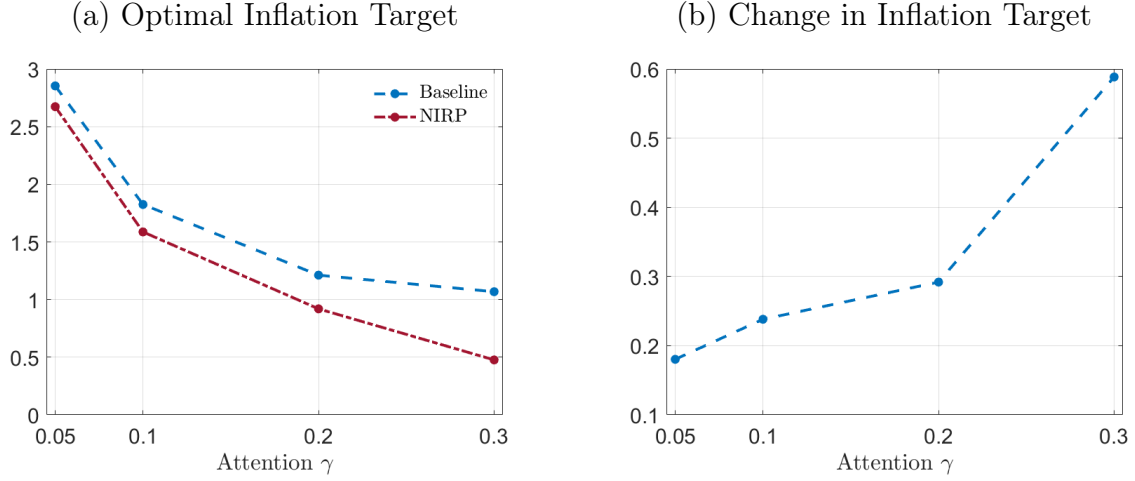 (a) Optimal Inflation Target
3
2.5
2
1.5
1
0.5
0
Baseline
NIRP
0.05 0.1 0.2 0.3
Attention γ
(b) Change in Inflation Target
0.6
0.5
0.4
0.3
0.2
0.1
0.05 0.1 0.2 0.3
Attention γ